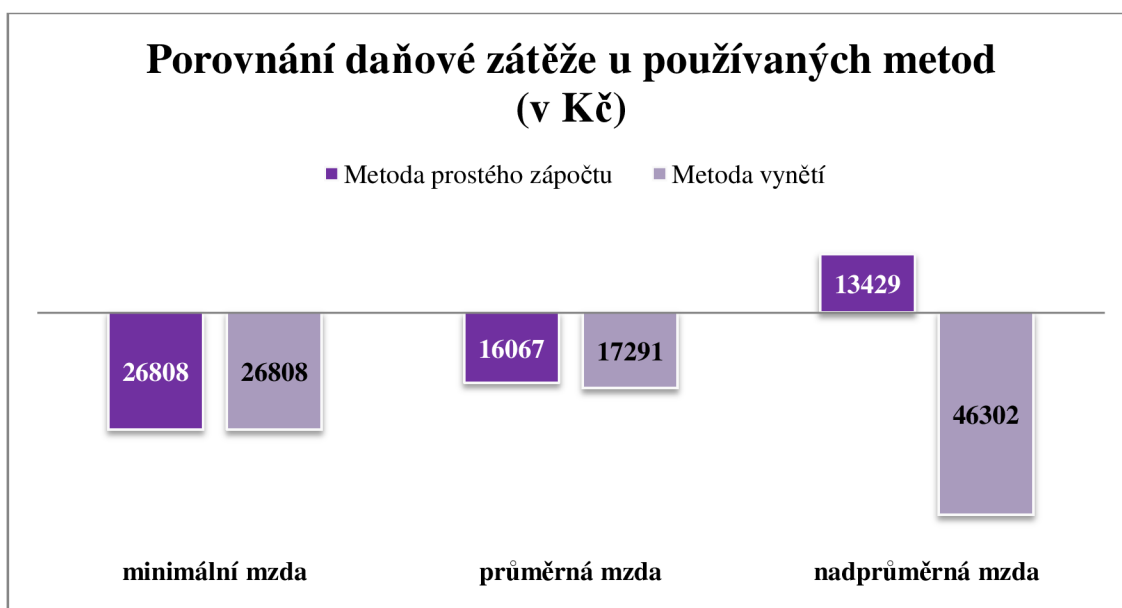 Porovnání daňové zátěže u používaných metod
(v Kč)
Metoda prostého zápočtu Metoda vynětí
13429
26808 26808 16067 17291
46302
minimální mzda průměrná mzda nadprůměrná mzda